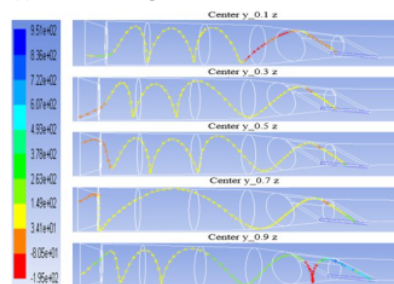 Center y_0.1 z
9.51e+02
8.36e+02
Center y_0.3 z
7.22e+02
6.07e+02
Center y_0.5 z
4.93e+02
3.78e+02
2.63e+02
Center y_0.7 z
1.49e+02
3.41e+01
Center y_0.9 z
-8.05e+01
-1.95e+02